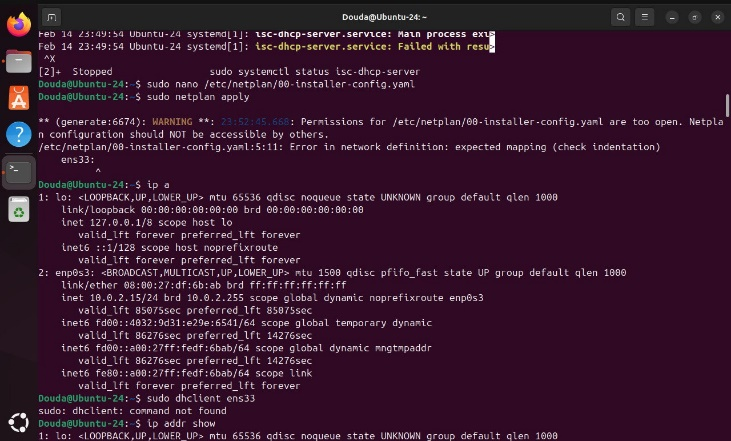 Douda@Ubuntu-24: ~
Feb 14 23:49:54 Ubuntu-24 systemd[1]: isc-dhcp-server.service: Main process exi>
Feb 14 23:49:54 Ubuntu-24 systemd[1]: isc-dhcp-server.service: Failed with resu>
^X
[2]+  Stopped                 sudo systemctl status isc-dhcp-server
Douda@Ubuntu-24:~$ sudo nano /etc/netplan/00-installer-config.yaml
Douda@Ubuntu-24:~$ sudo netplan apply
** (generate:6674): WARNING **: 23:52:45.668: Permissions for /etc/netplan/00-installer-config.yaml are too open. Netpla
n configuration should NOT be accessible by others.
/etc/netplan/00-installer-config.yaml:5:11: Error in network definition: expected mapping (check indentation)
    ens33:
          ^
Douda@Ubuntu-24:~$ ip a
1: lo: <LOOPBACK,UP,LOWER_UP> mtu 65536 qdisc noqueue state UNKNOWN group default qlen 1000
    link/loopback 00:00:00:00:00:00 brd 00:00:00:00:00:00
    inet 127.0.0.1/8 scope host lo
       valid_lft forever preferred_lft forever
    inet6 ::1/128 scope host noprefixroute
       valid_lft forever preferred_lft forever
2: enp0s3: <BROADCAST,MULTICAST,UP,LOWER_UP> mtu 1500 qdisc pfifo_fast state UP group default qlen 1000
    link/ether 08:00:27:df:6b:ab brd ff:ff:ff:ff:ff:ff
    inet 10.0.2.15/24 brd 10.0.2.255 scope global dynamic noprefixroute enp0s3
       valid_lft 85075sec preferred_lft 85075sec
    inet6 fd00::4032:9d31:e29e:6541/64 scope global temporary dynamic
       valid_lft 86276sec preferred_lft 14276sec
    inet6 fd00::a00:27ff:fedf:6bab/64 scope global dynamic mngtmpaddr
       valid_lft 86276sec preferred_lft 14276sec
    inet6 fe80::a00:27ff:fedf:6bab/64 scope link
       valid_lft forever preferred_lft forever
Douda@Ubuntu-24:~$ sudo dhclient ens33
sudo: dhclient: command not found
Douda@Ubuntu-24:~$ ip addr show
1: lo: <LOOPBACK,UP,LOWER_UP> mtu 65536 qdisc noqueue state UNKNOWN group default qlen 1000